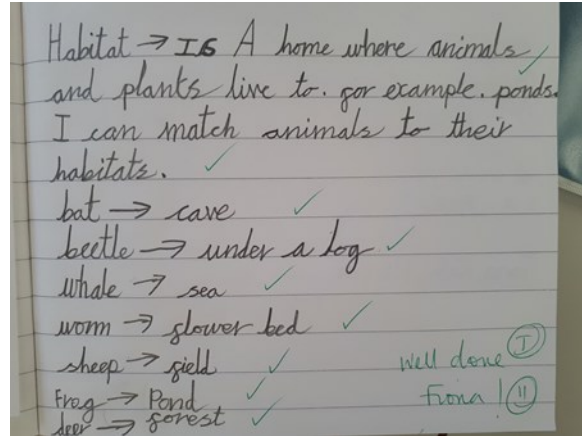 Habitat → IS A home where animals
and plants live to. for example. ponds.
I can match animals to their
habitats.
bat → cave
beetle → under a log
whale → sea
worm → flower bed
sheep → field
Frog → Pond
deer → forest
Well done I
Fiona !